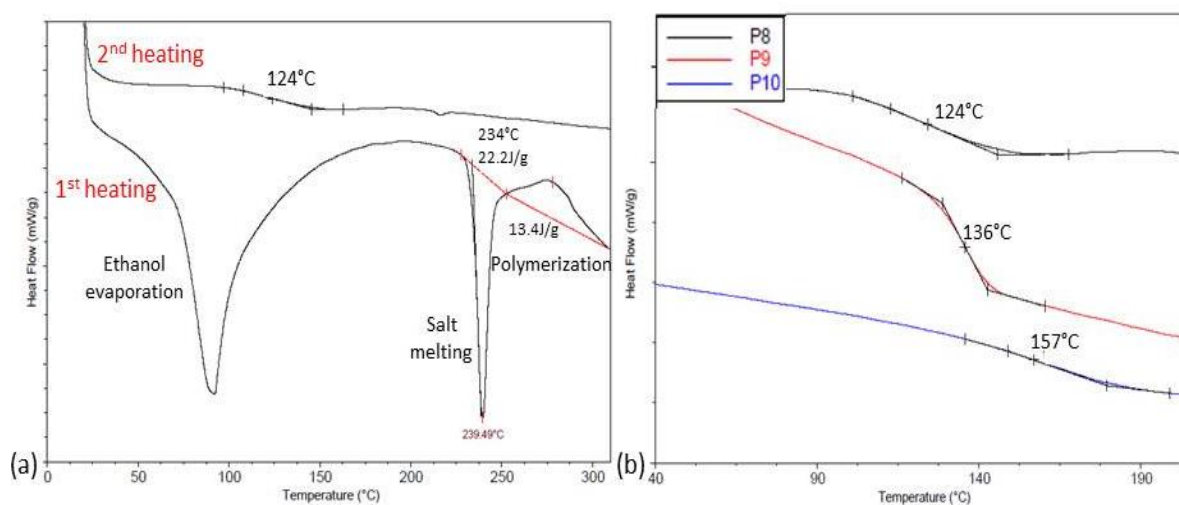 2nd heating
124°C
1st heating
234°C
22.2J/g
13.4J/g
Ethanol
evaporation
Polymerization
Salt
melting
239.49°C
Heat Flow (mW/g)
0 50 100 150 200 250 300
Temperature (°C)
(a)
P8
P9
P10
124°C
136°C
157°C
Heat Flow (mW/g)
40 90 140 190
Temperature (°C)
(b)